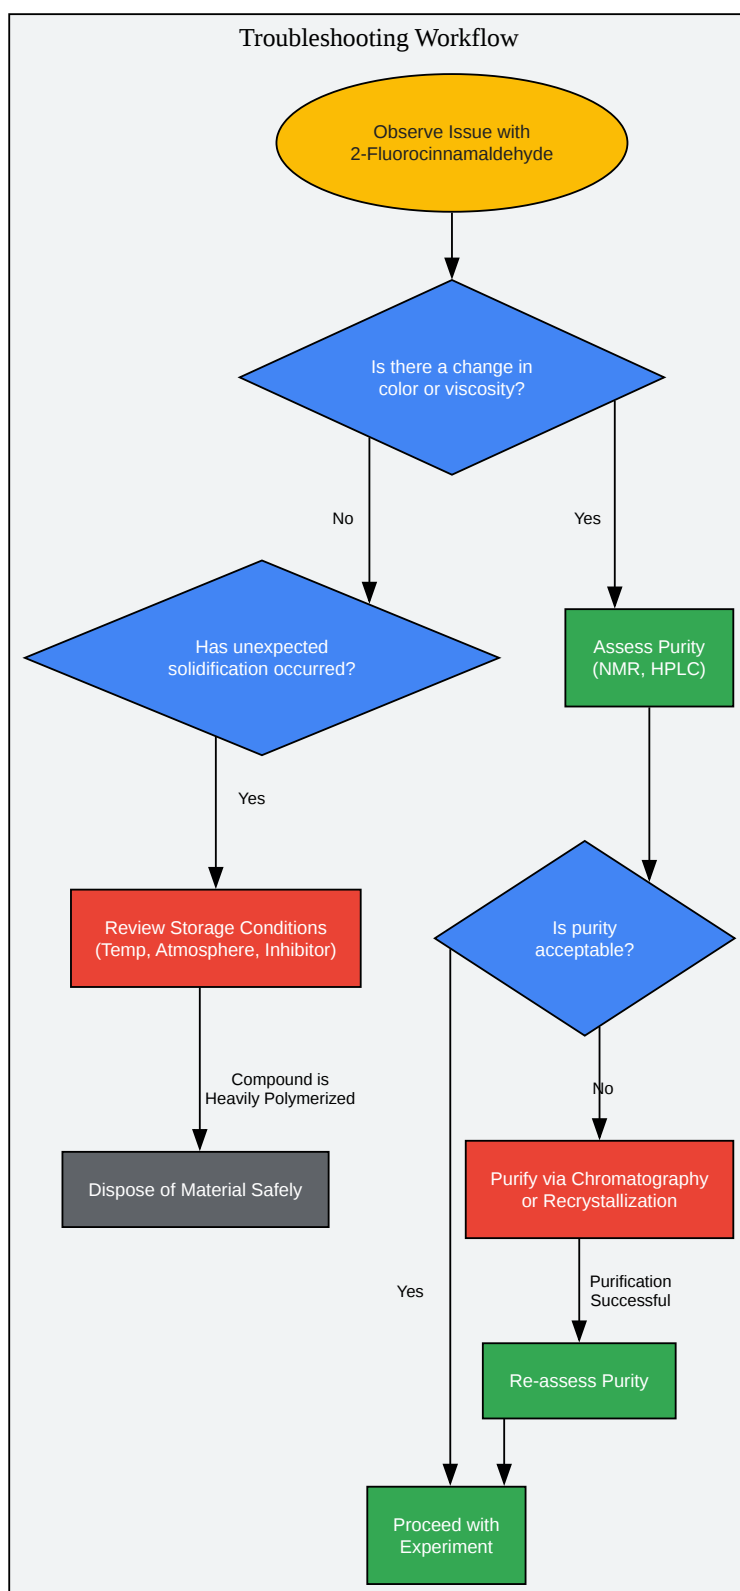 Troubleshooting Workflow
Observe Issue with
2-Fluorocinnamaldehyde
Is there a change in
color or viscosity?
No
Yes
Has unexpected
solidification occurred?
Assess Purity
(NMR, HPLC)
Yes
Review Storage Conditions
(Temp, Atmosphere, Inhibitor)
Is purity
acceptable?
Compound is
Heavily Polymerized
No
Dispose of Material Safely
Purify via Chromatography
or Recrystallization
Yes
Purification
Successful
Re-assess Purity
Proceed with
Experiment